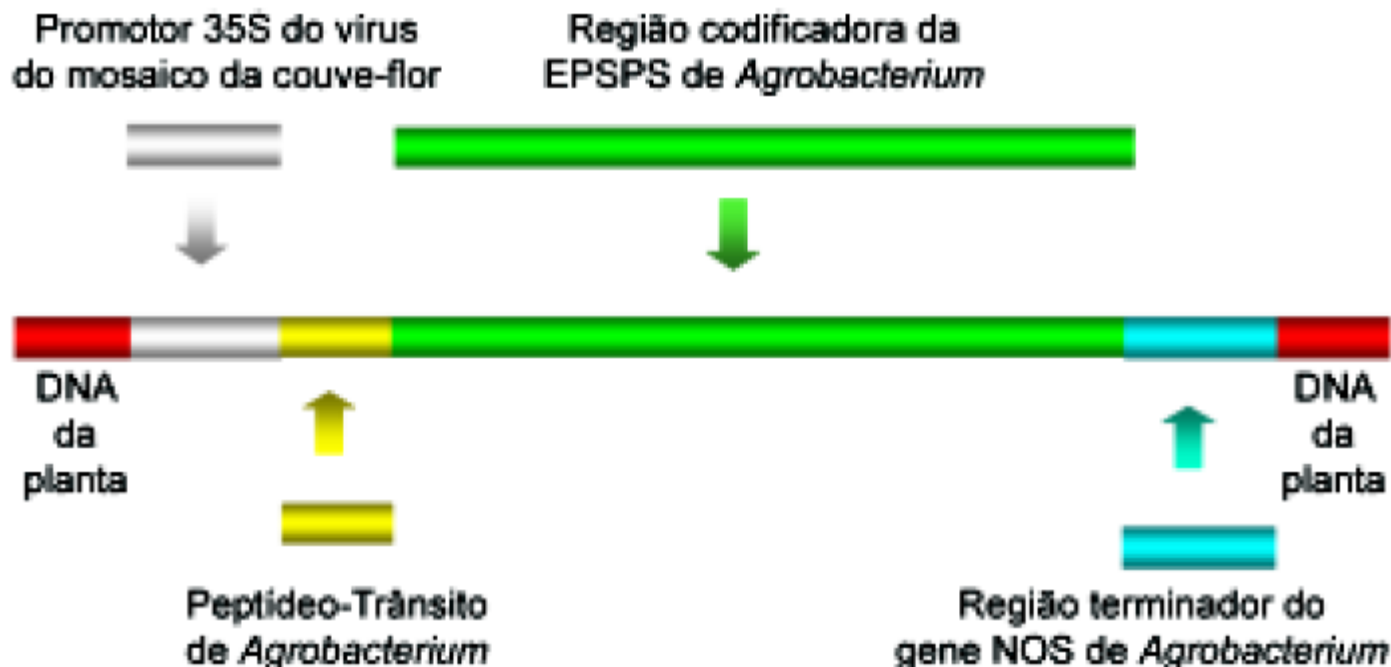 Promotor 35S do vírus
do mosaico da couve-flor
Região codificadora da
EPSPS de Agrobacterium
DNA
da
planta
DNA
da
planta
Peptídeo-Trânsito
de Agrobacterium
Região terminador do
gene NOS de Agrobacterium